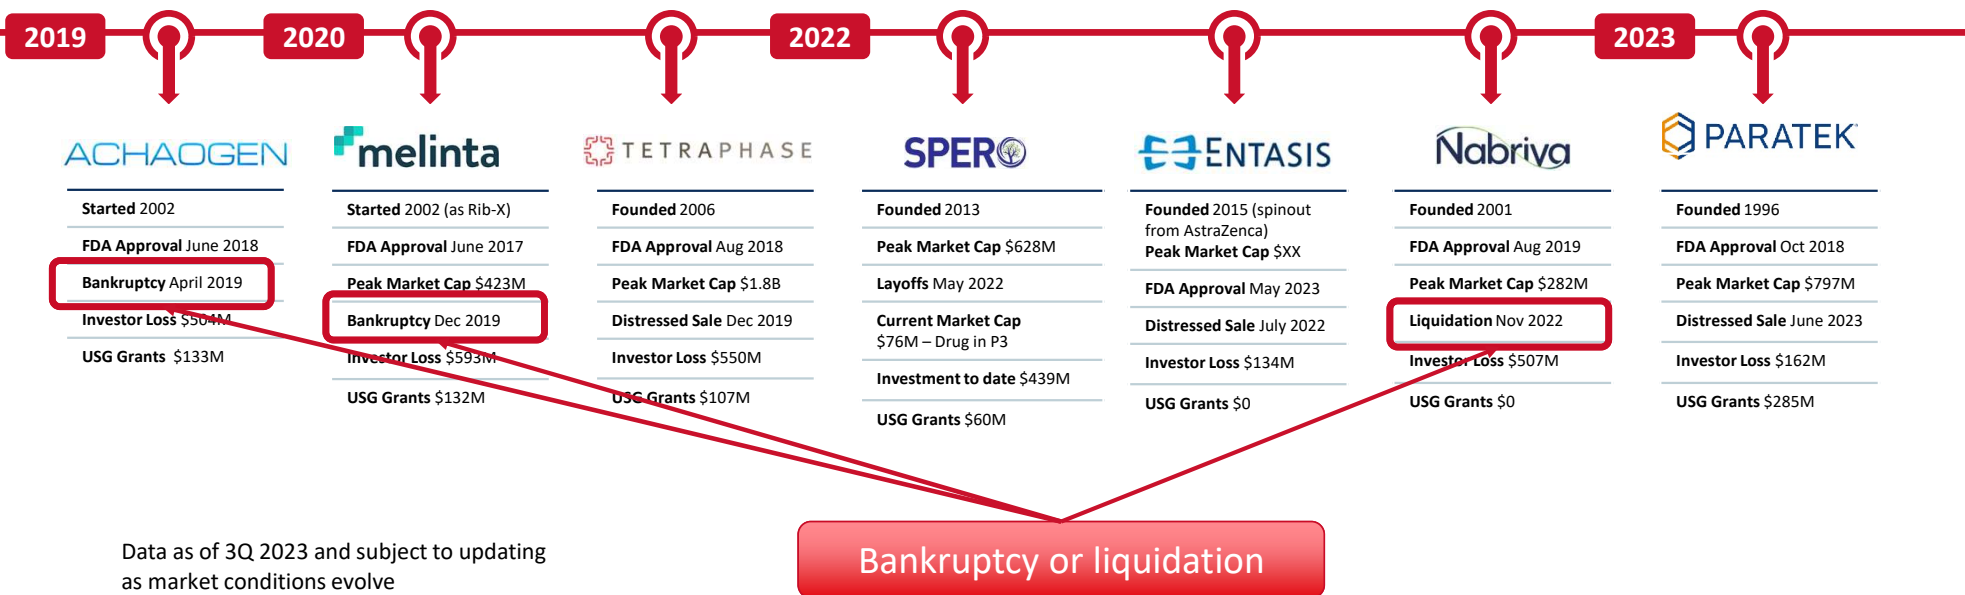 2019
2020
2022
2023
ACHAOGEN
Started 2002
FDA Approval June 2018
Bankruptcy April 2019
Investor Loss $504M
USG Grants $133M
melinta
Started 2002 (as Rib-X)
FDA Approval June 2017
Peak Market Cap $423M
Bankruptcy Dec 2019
Investor Loss $593M
USG Grants $132M
TETRAPHASE
Founded 2006
FDA Approval Aug 2018
Peak Market Cap $1.8B
Distressed Sale Dec 2019
Investor Loss $550M
USG Grants $107M
SPERO
Founded 2013
Peak Market Cap $628M
Layoffs May 2022
Current Market Cap
$76M – Drug in P3
Investment to date $439M
USG Grants $60M
ENTASIS
Founded 2015 (spinout
from AstraZenca)
Peak Market Cap $XX
FDA Approval May 2023
Distressed Sale July 2022
Investor Loss $134M
USG Grants $0
Nabriva
Founded 2001
FDA Approval Aug 2019
Peak Market Cap $282M
Liquidation Nov 2022
Investor Loss $507M
USG Grants $0
PARATEK
Founded 1996
FDA Approval Oct 2018
Peak Market Cap $797M
Distressed Sale June 2023
Investor Loss $162M
USG Grants $285M
Data as of 3Q 2023 and subject to updating
as market conditions evolve
Bankruptcy or liquidation